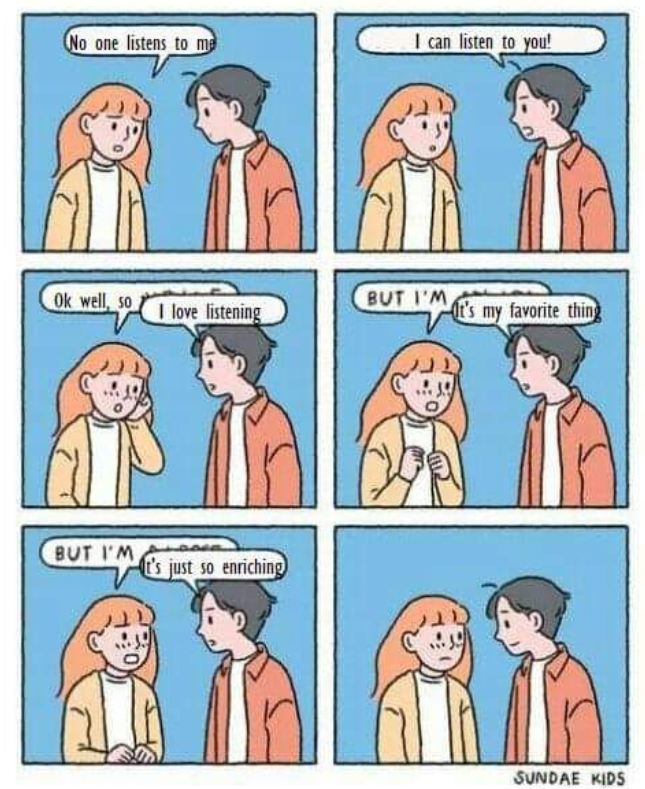 No one listens to me
I can listen to you!
Ok well, so
I love listening
BUT I'M
It's my favorite thing
BUT I'M
It's just so enriching
SUNDAE KIDS